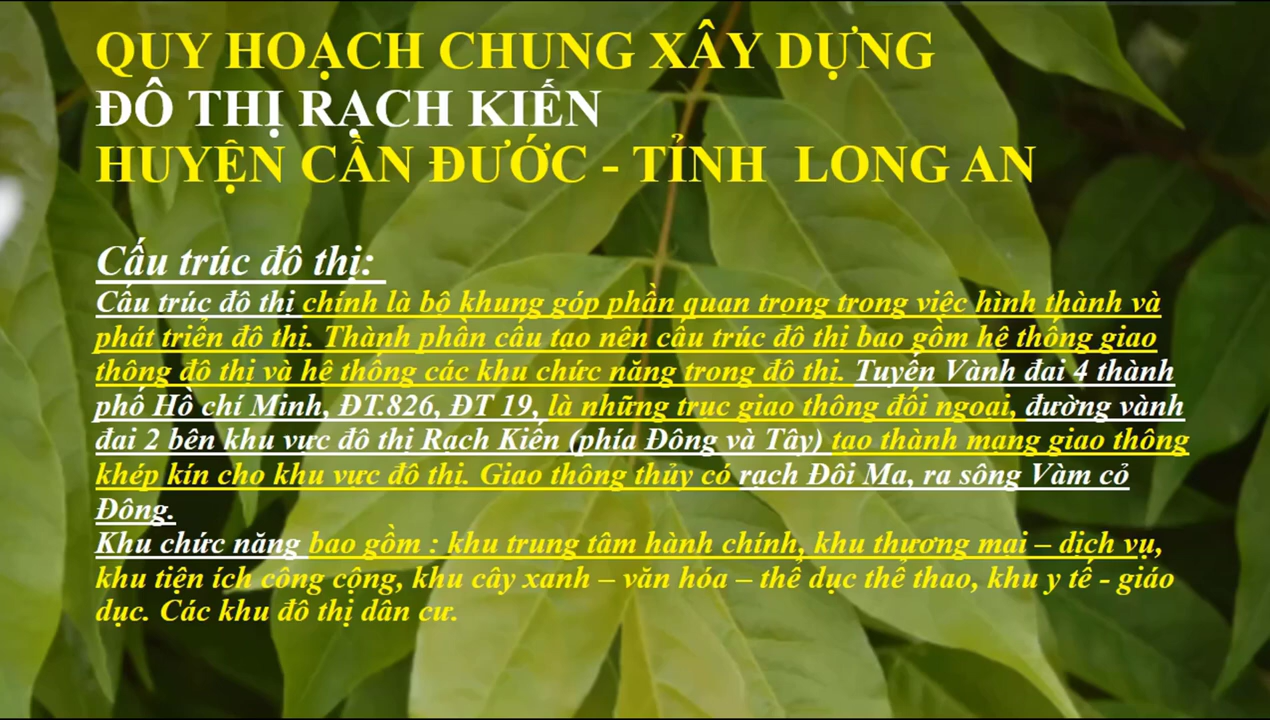 QUY HOẠCH CHUNG XÂY DỰNG
ĐÔ THỊ RẠCH KIẾN
HUYỆN CẦN ĐƯỚC - TỈNH  LONG AN
Cấu trúc đô thị:
Cấu trúc đô thị chính là bộ khung góp phần quan trọng trong việc hình thành và
phát triển đô thị. Thành phần cấu tạo nên cấu trúc đô thị bao gồm hệ thống giao
thông đô thị và hệ thống các khu chức năng trong đô thị. Tuyến Vành đai 4 thành
phố Hồ chí Minh, ĐT.826, ĐT 19, là những trục giao thông đối ngoại, đường vành
đai 2 bên khu vực đô thị Rạch Kiến (phía Đông và Tây) tạo thành mạng giao thông
khép kín cho khu vực đô thị. Giao thông thủy có rạch Đôi Ma, ra sông Vàm cỏ
Đông.
Khu chức năng bao gồm : khu trung tâm hành chính, khu thương mại – dịch vụ,
khu tiện ích công cộng, khu cây xanh – văn hóa – thể dục thể thao, khu y tế - giáo
dục. Các khu đô thị dân cư.